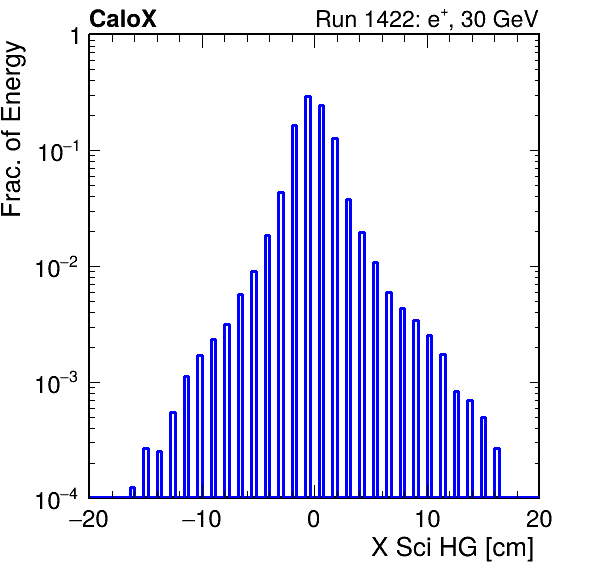 CaloX Run 1422: e⁺, 30 GeV
Frac. of Energy
1
10⁻¹
10⁻²
10⁻³
10⁻⁴
−20 −10 0 10 20
X Sci HG [cm]